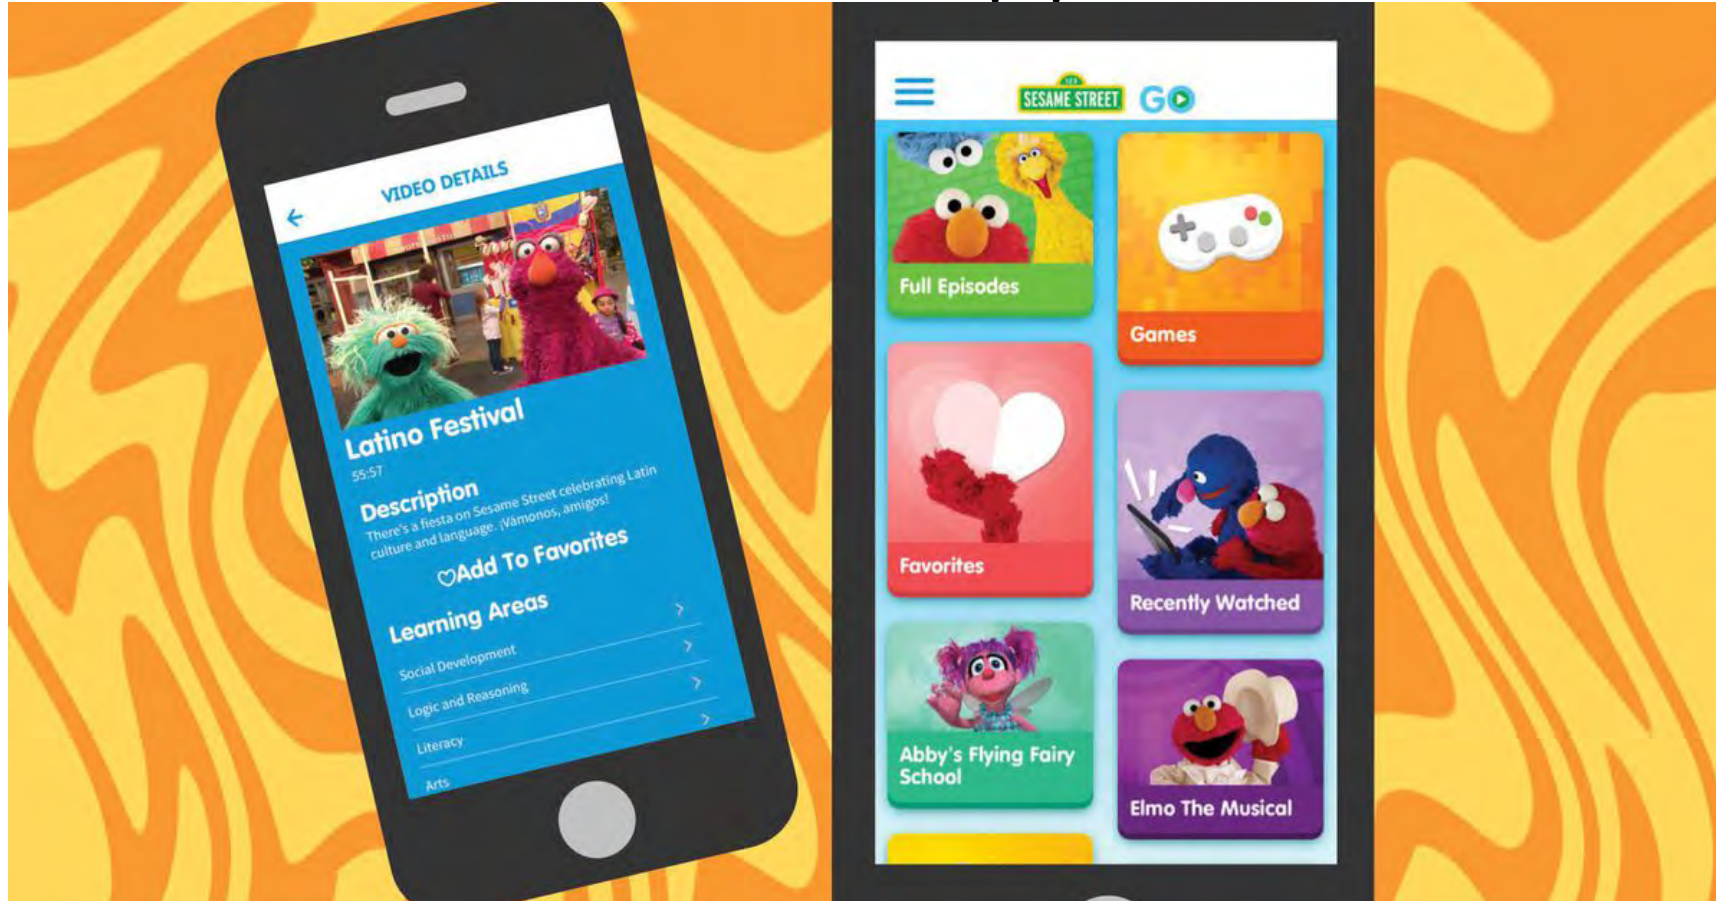 VIDEO DETAILS
Latino Festival
55:57
Description
There's a fiesta on Sesame Street celebrating Latin
culture and language. ¡Vámonos, amigos!
Add To Favorites
Learning Areas
Social Development
Logic and Reasoning
Literacy
Arts
123
SESAME STREET GO
Full Episodes
Games
Favorites
Recently Watched
Abby's Flying Fairy
School
Elmo The Musical